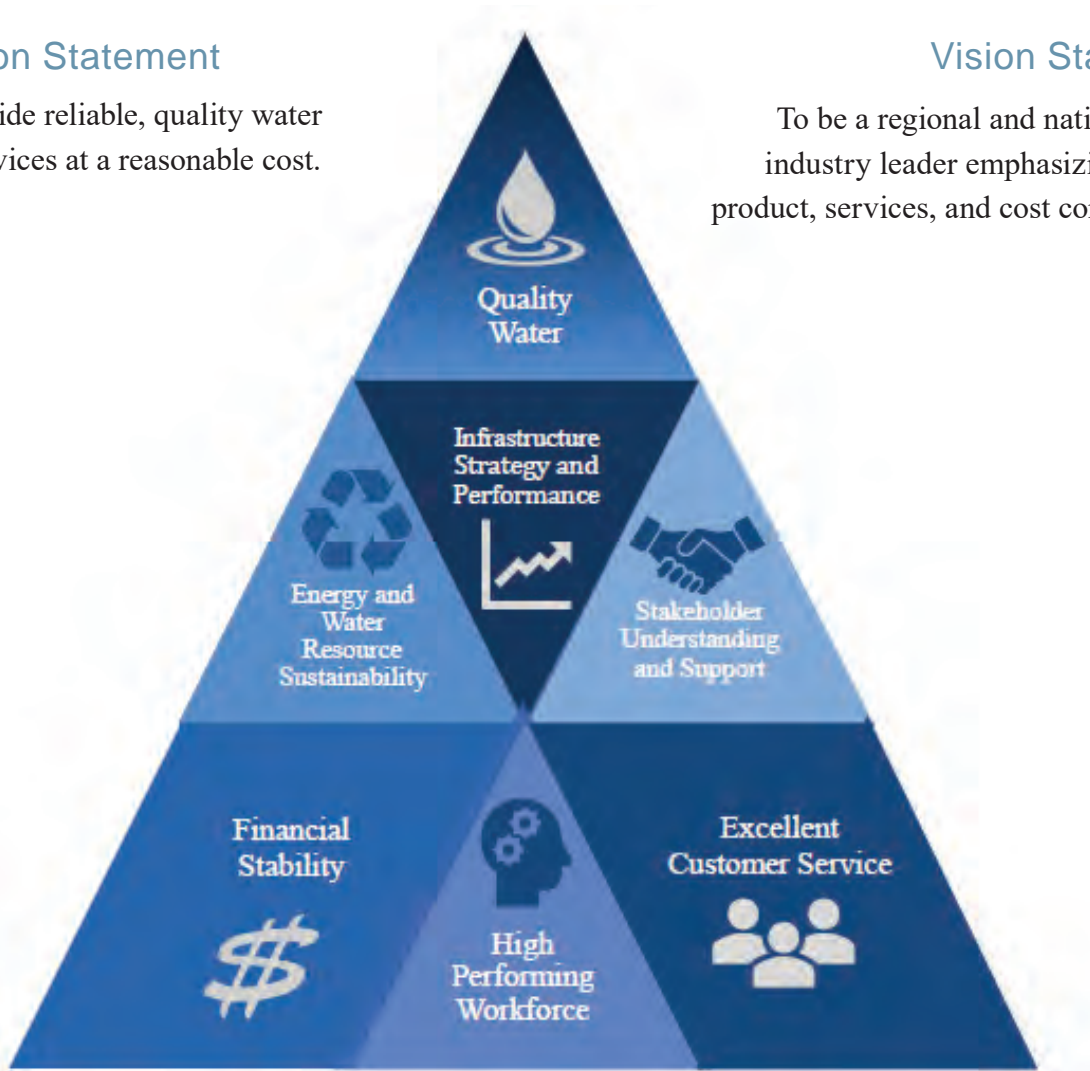 on Statement
ide reliable, quality water
vices at a reasonable cost.
Vision Sta
To be a regional and nati
industry leader emphasizi
product, services, and cost co
Quality
Water
Infrastructure
Strategy and
Performance
Energy and
Water
Resource
Sustainability
Stakeholder
Understanding
and Support
Financial
Stability
High
Performing
Workforce
Excellent
Customer Service